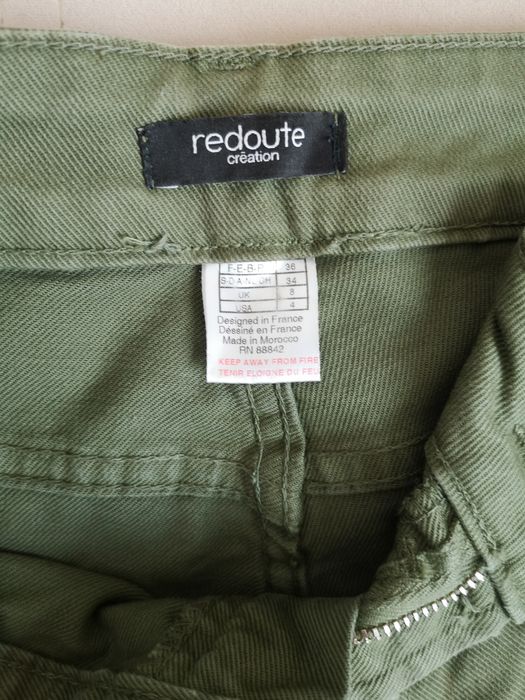 redoute
création
F-E-B-P 36
S-D-A-NL-CH 34
UK 8
USA 4
Designed in France
Déssiné en France
Made in Morocco
RN 88842
KEEP AWAY FROM FIRE
TENIR ELOIGNE DU FEU